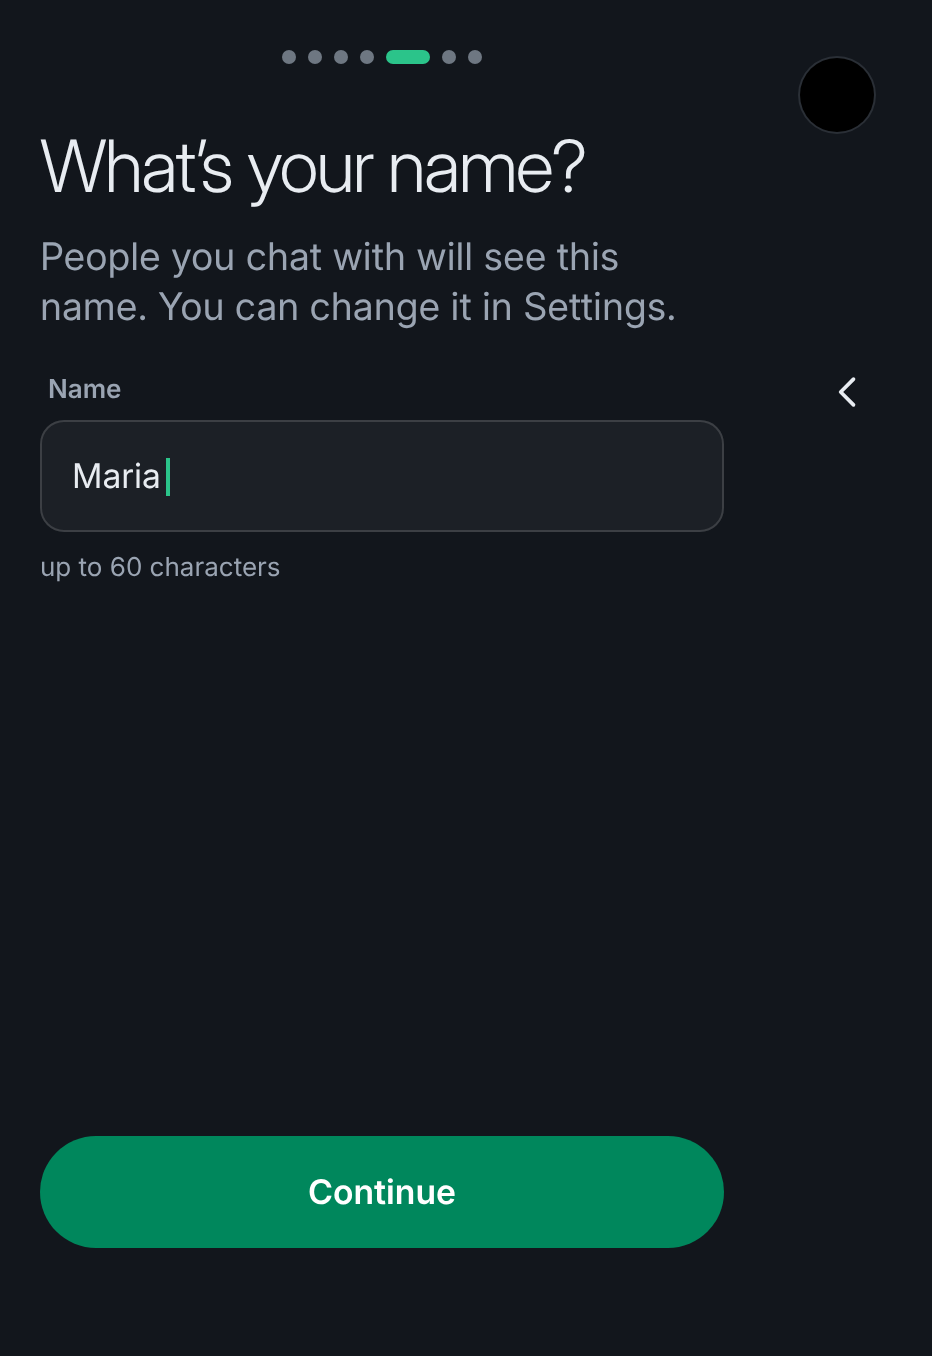 What’s your name?
People you chat with will see this
name. You can change it in Settings.
Name
Maria
up to 60 characters
Continue